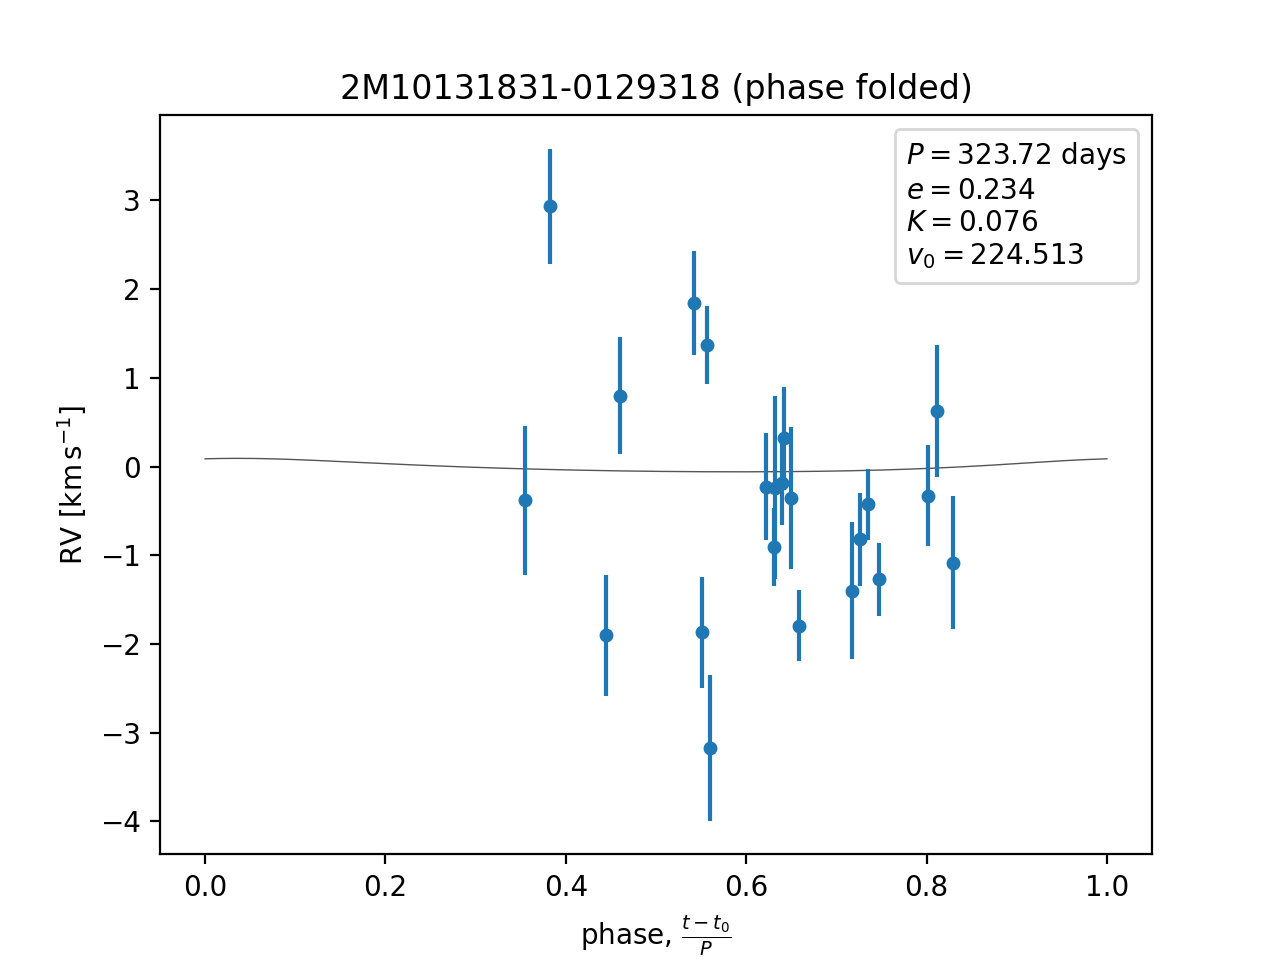 2M10131831-0129318 (phase folded)
P = 323.72 days
e = 0.234
K = 0.076
v₀ = 224.513
RV [km s⁻¹]
3
2
1
0
−1
−2
−3
−4
0.0 0.2 0.4 0.6 0.8 1.0
phase, (t − t₀)/P